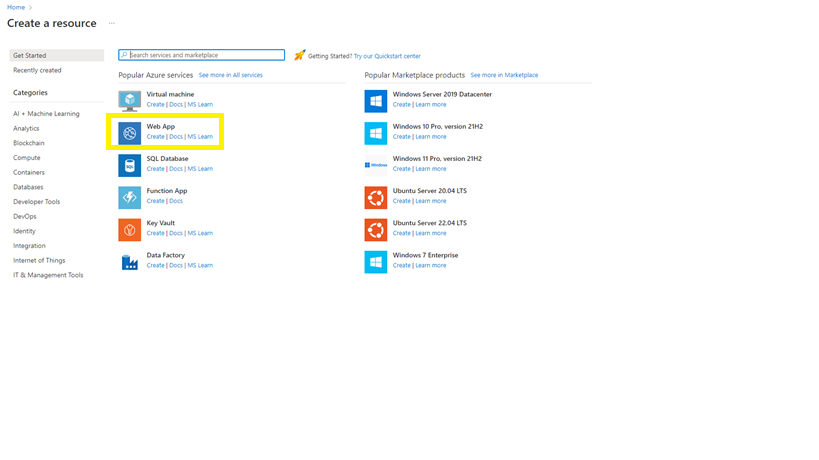 Home >
Create a resource ...
Get Started
Recently created
Categories
AI + Machine Learning
Analytics
Blockchain
Compute
Containers
Databases
Developer Tools
DevOps
Identity
Integration
Internet of Things
IT & Management Tools
Search services and marketplace
Getting Started? Try our Quickstart center
Popular Azure services See more in All services
Virtual machine
Create | Docs | MS Learn
Web App
Create | Docs | MS Learn
SQL
SQL Database
Create | Docs | MS Learn
Function App
Create | Docs
Key Vault
Create | Docs | MS Learn
Data Factory
Create | Docs | MS Learn
Popular Marketplace products See more in Marketplace
Windows Server 2019 Datacenter
Create | Learn more
Windows 10 Pro, version 21H2
Create | Learn more
Windows
Windows 11 Pro, version 21H2
Create | Learn more
Ubuntu Server 20.04 LTS
Create | Learn more
Ubuntu Server 22.04 LTS
Create | Learn more
Windows 7 Enterprise
Create | Learn more